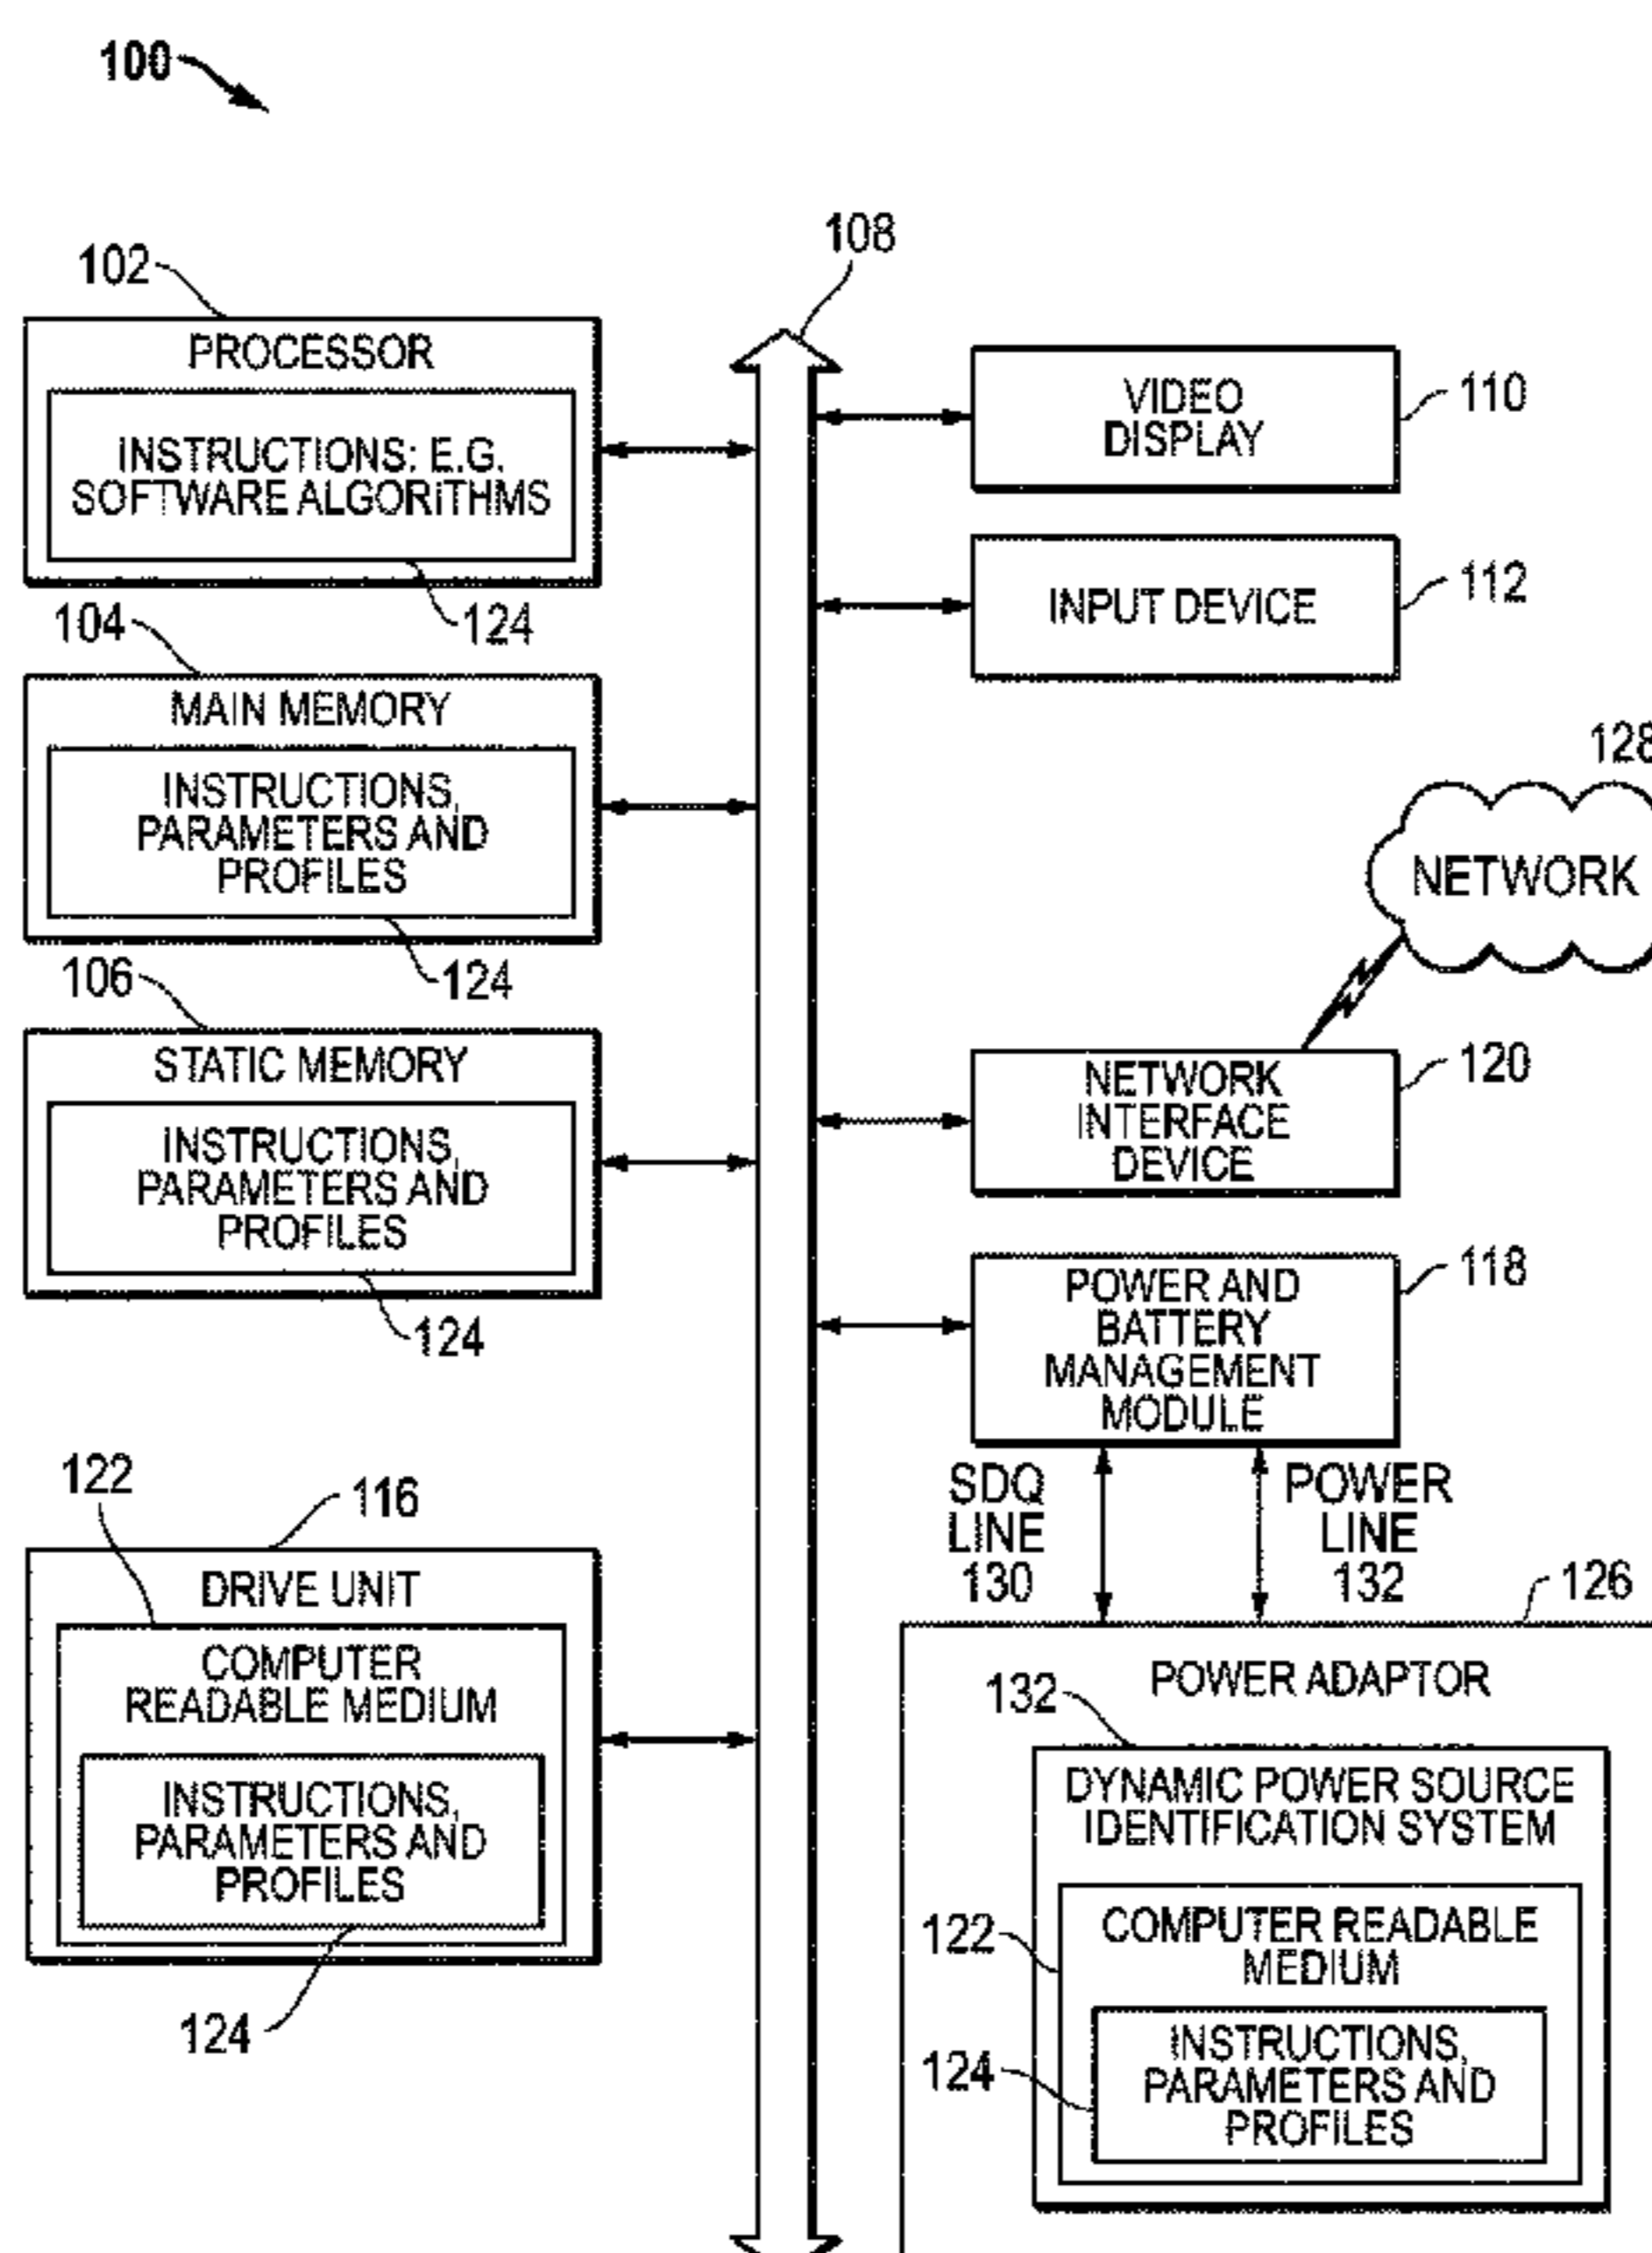 100
108
102
PROCESSOR
INSTRUCTIONS: E.G.
SOFTWARE ALGORITHMS
124
104
MAIN MEMORY
INSTRUCTIONS,
PARAMETERS AND
PROFILES
124
106
STATIC MEMORY
INSTRUCTIONS,
PARAMETERS AND
PROFILES
124
122
116
DRIVE UNIT
COMPUTER
READABLE MEDIUM
INSTRUCTIONS,
PARAMETERS AND
PROFILES
124
VIDEO
DISPLAY
110
INPUT DEVICE
112
128
NETWORK
NETWORK
INTERFACE
DEVICE
120
POWER AND
BATTERY
MANAGEMENT
MODULE
118
SDQ
LINE
130
POWER
LINE
132
126
POWER ADAPTOR
132
DYNAMIC POWER SOURCE
IDENTIFICATION SYSTEM
122
COMPUTER READABLE
MEDIUM
124
INSTRUCTIONS,
PARAMETERS AND
PROFILES